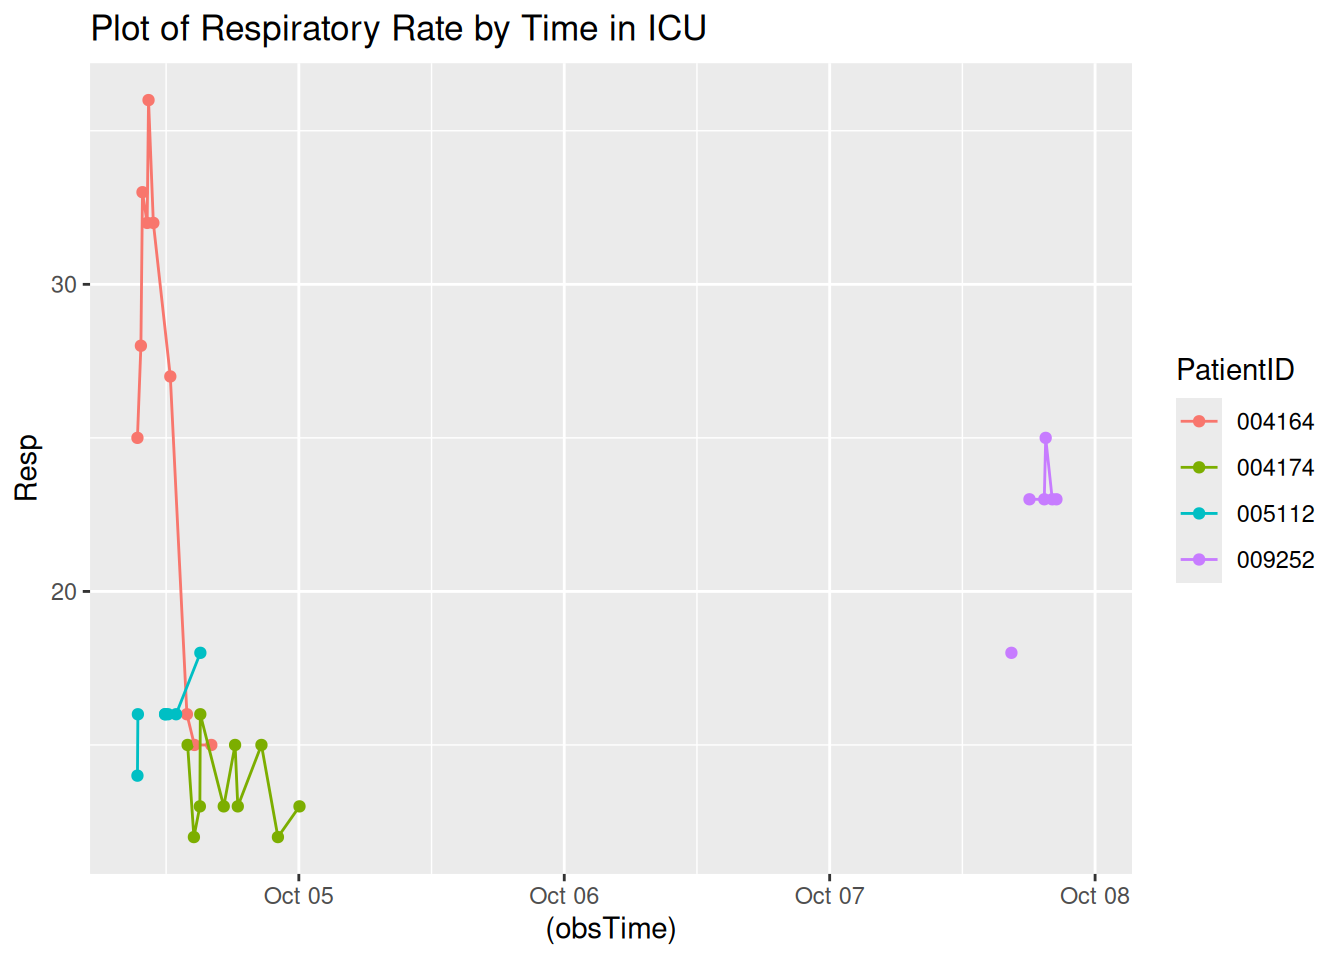 Plot of Respiratory Rate by Time in ICU
Resp
30
20
Oct 05
Oct 06
Oct 07
Oct 08
(obsTime)
PatientID
004164
004174
005112
009252